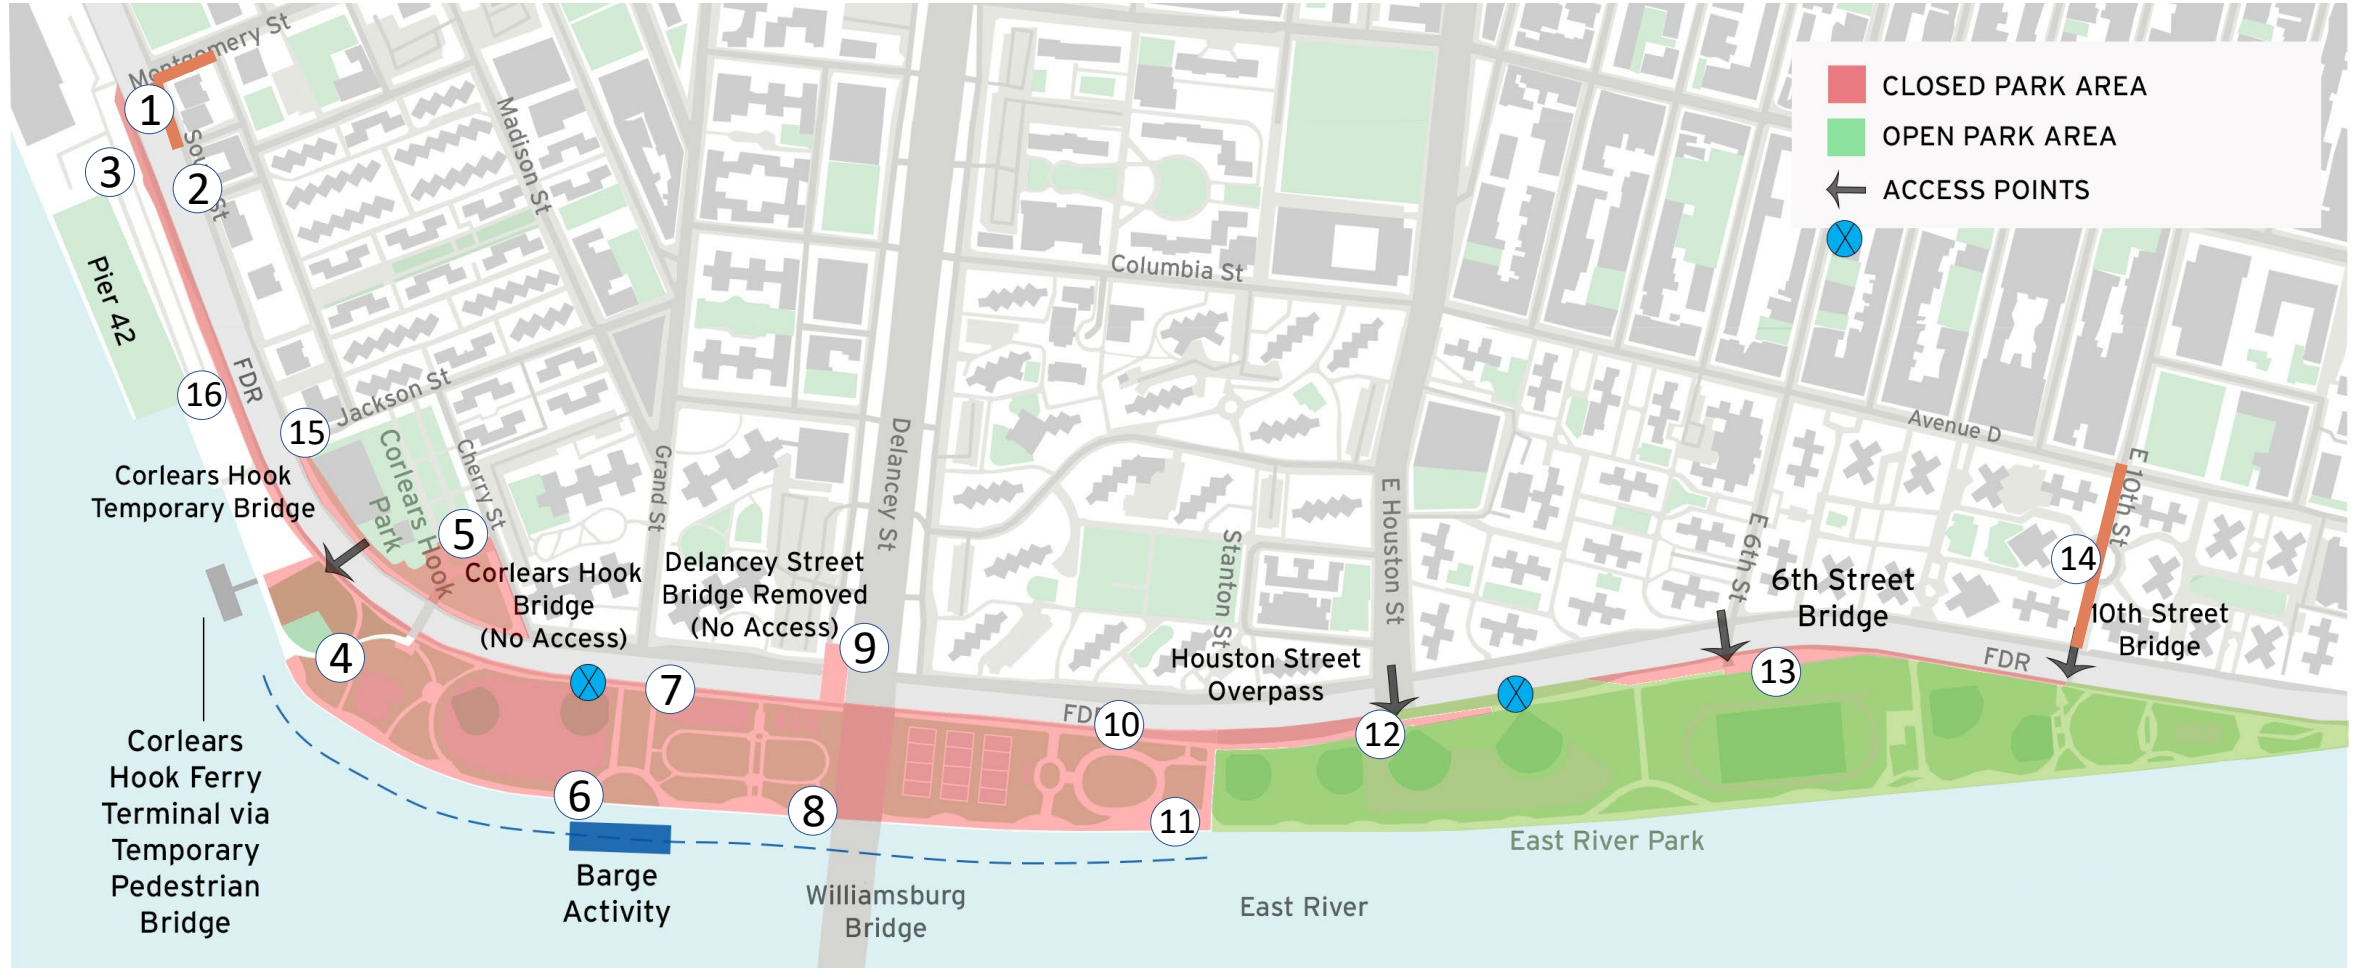 Montgomery St
CLOSED PARK AREA
OPEN PARK AREA
ACCESS POINTS
1
2
3
Madison St
Pier 42
Columbia St
FDR
16
15
Jackson St
Corlears Hook
Park
Cherry St
Grand St
Delancey St
E Houston St
Stanton St
E 6th St
Avenue D
E 10th St
14
Corlears Hook
Temporary Bridge
5
Corlears Hook
Bridge
(No Access)
Delancey Street
Bridge Removed
(No Access)
9
Houston Street
Overpass
6th Street
Bridge
10th Street
Bridge
FDR
13
4
7
10
12
6
8
11
Corlears
Hook Ferry
Terminal via
Temporary
Pedestrian
Bridge
Barge
Activity
Williamsburg
Bridge
East River
East River Park